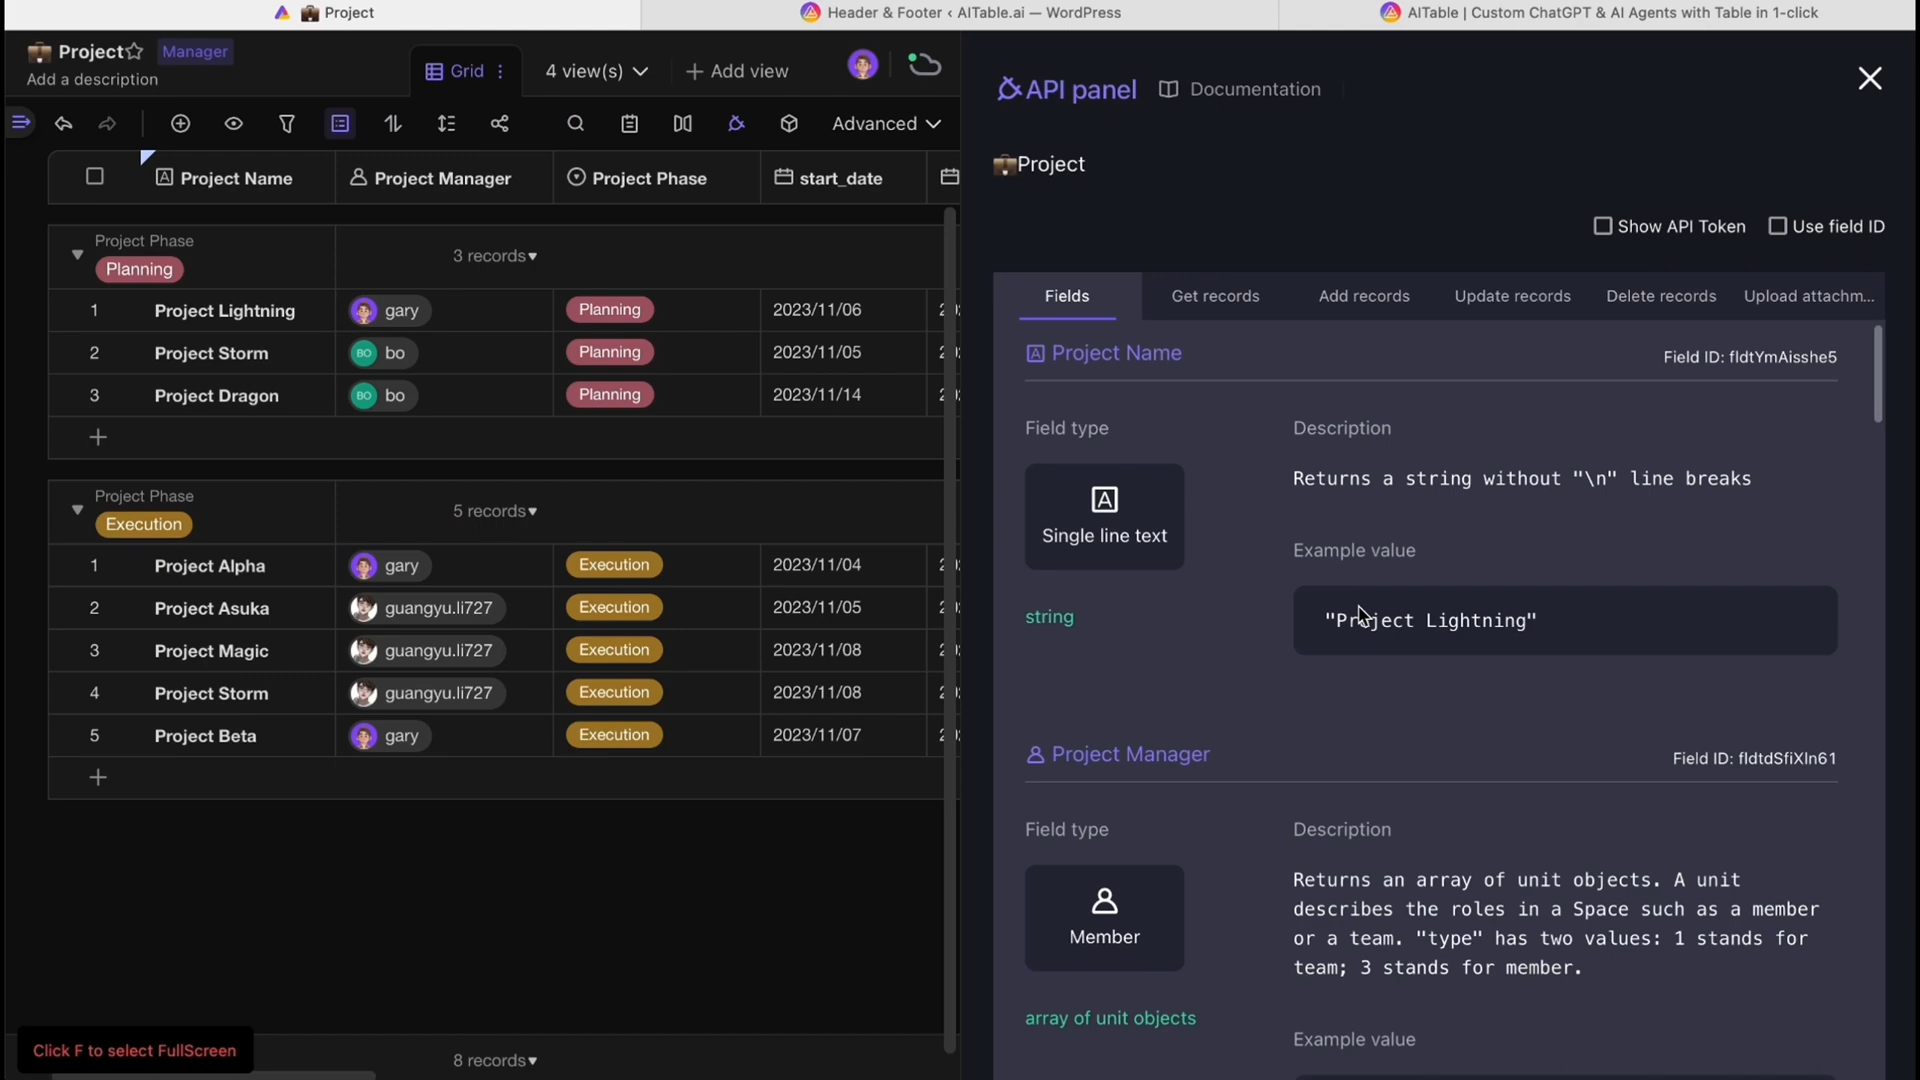 Project
Header & Footer ‹ AITable.ai — WordPress
AITable | Custom ChatGPT & AI Agents with Table in 1-click
Project
Manager
Add a description
Grid
4 view(s)
Add view
Advanced
Project Name
Project Manager
Project Phase
start_date
Project Phase
Planning
3 records
1 Project Lightning gary Planning 2023/11/06
2 Project Storm BO bo Planning 2023/11/05
3 Project Dragon BO bo Planning 2023/11/14
Project Phase
Execution
5 records
1 Project Alpha gary Execution 2023/11/04
2 Project Asuka guangyu.li727 Execution 2023/11/05
3 Project Magic guangyu.li727 Execution 2023/11/08
4 Project Storm guangyu.li727 Execution 2023/11/08
5 Project Beta gary Execution 2023/11/07
Click F to select FullScreen
8 records
API panel
Documentation
Project
Show API Token
Use field ID
Fields
Get records
Add records
Update records
Delete records
Upload attachm...
Project Name
Field ID: fldtYmAisshe5
Field type
Description
Single line text
Returns a string without "\n" line breaks
Example value
string
"Project Lightning"
Project Manager
Field ID: fldtdSfiXIn61
Field type
Description
Member
Returns an array of unit objects. A unit
describes the roles in a Space such as a member
or a team. "type" has two values: 1 stands for
team; 3 stands for member.
array of unit objects
Example value